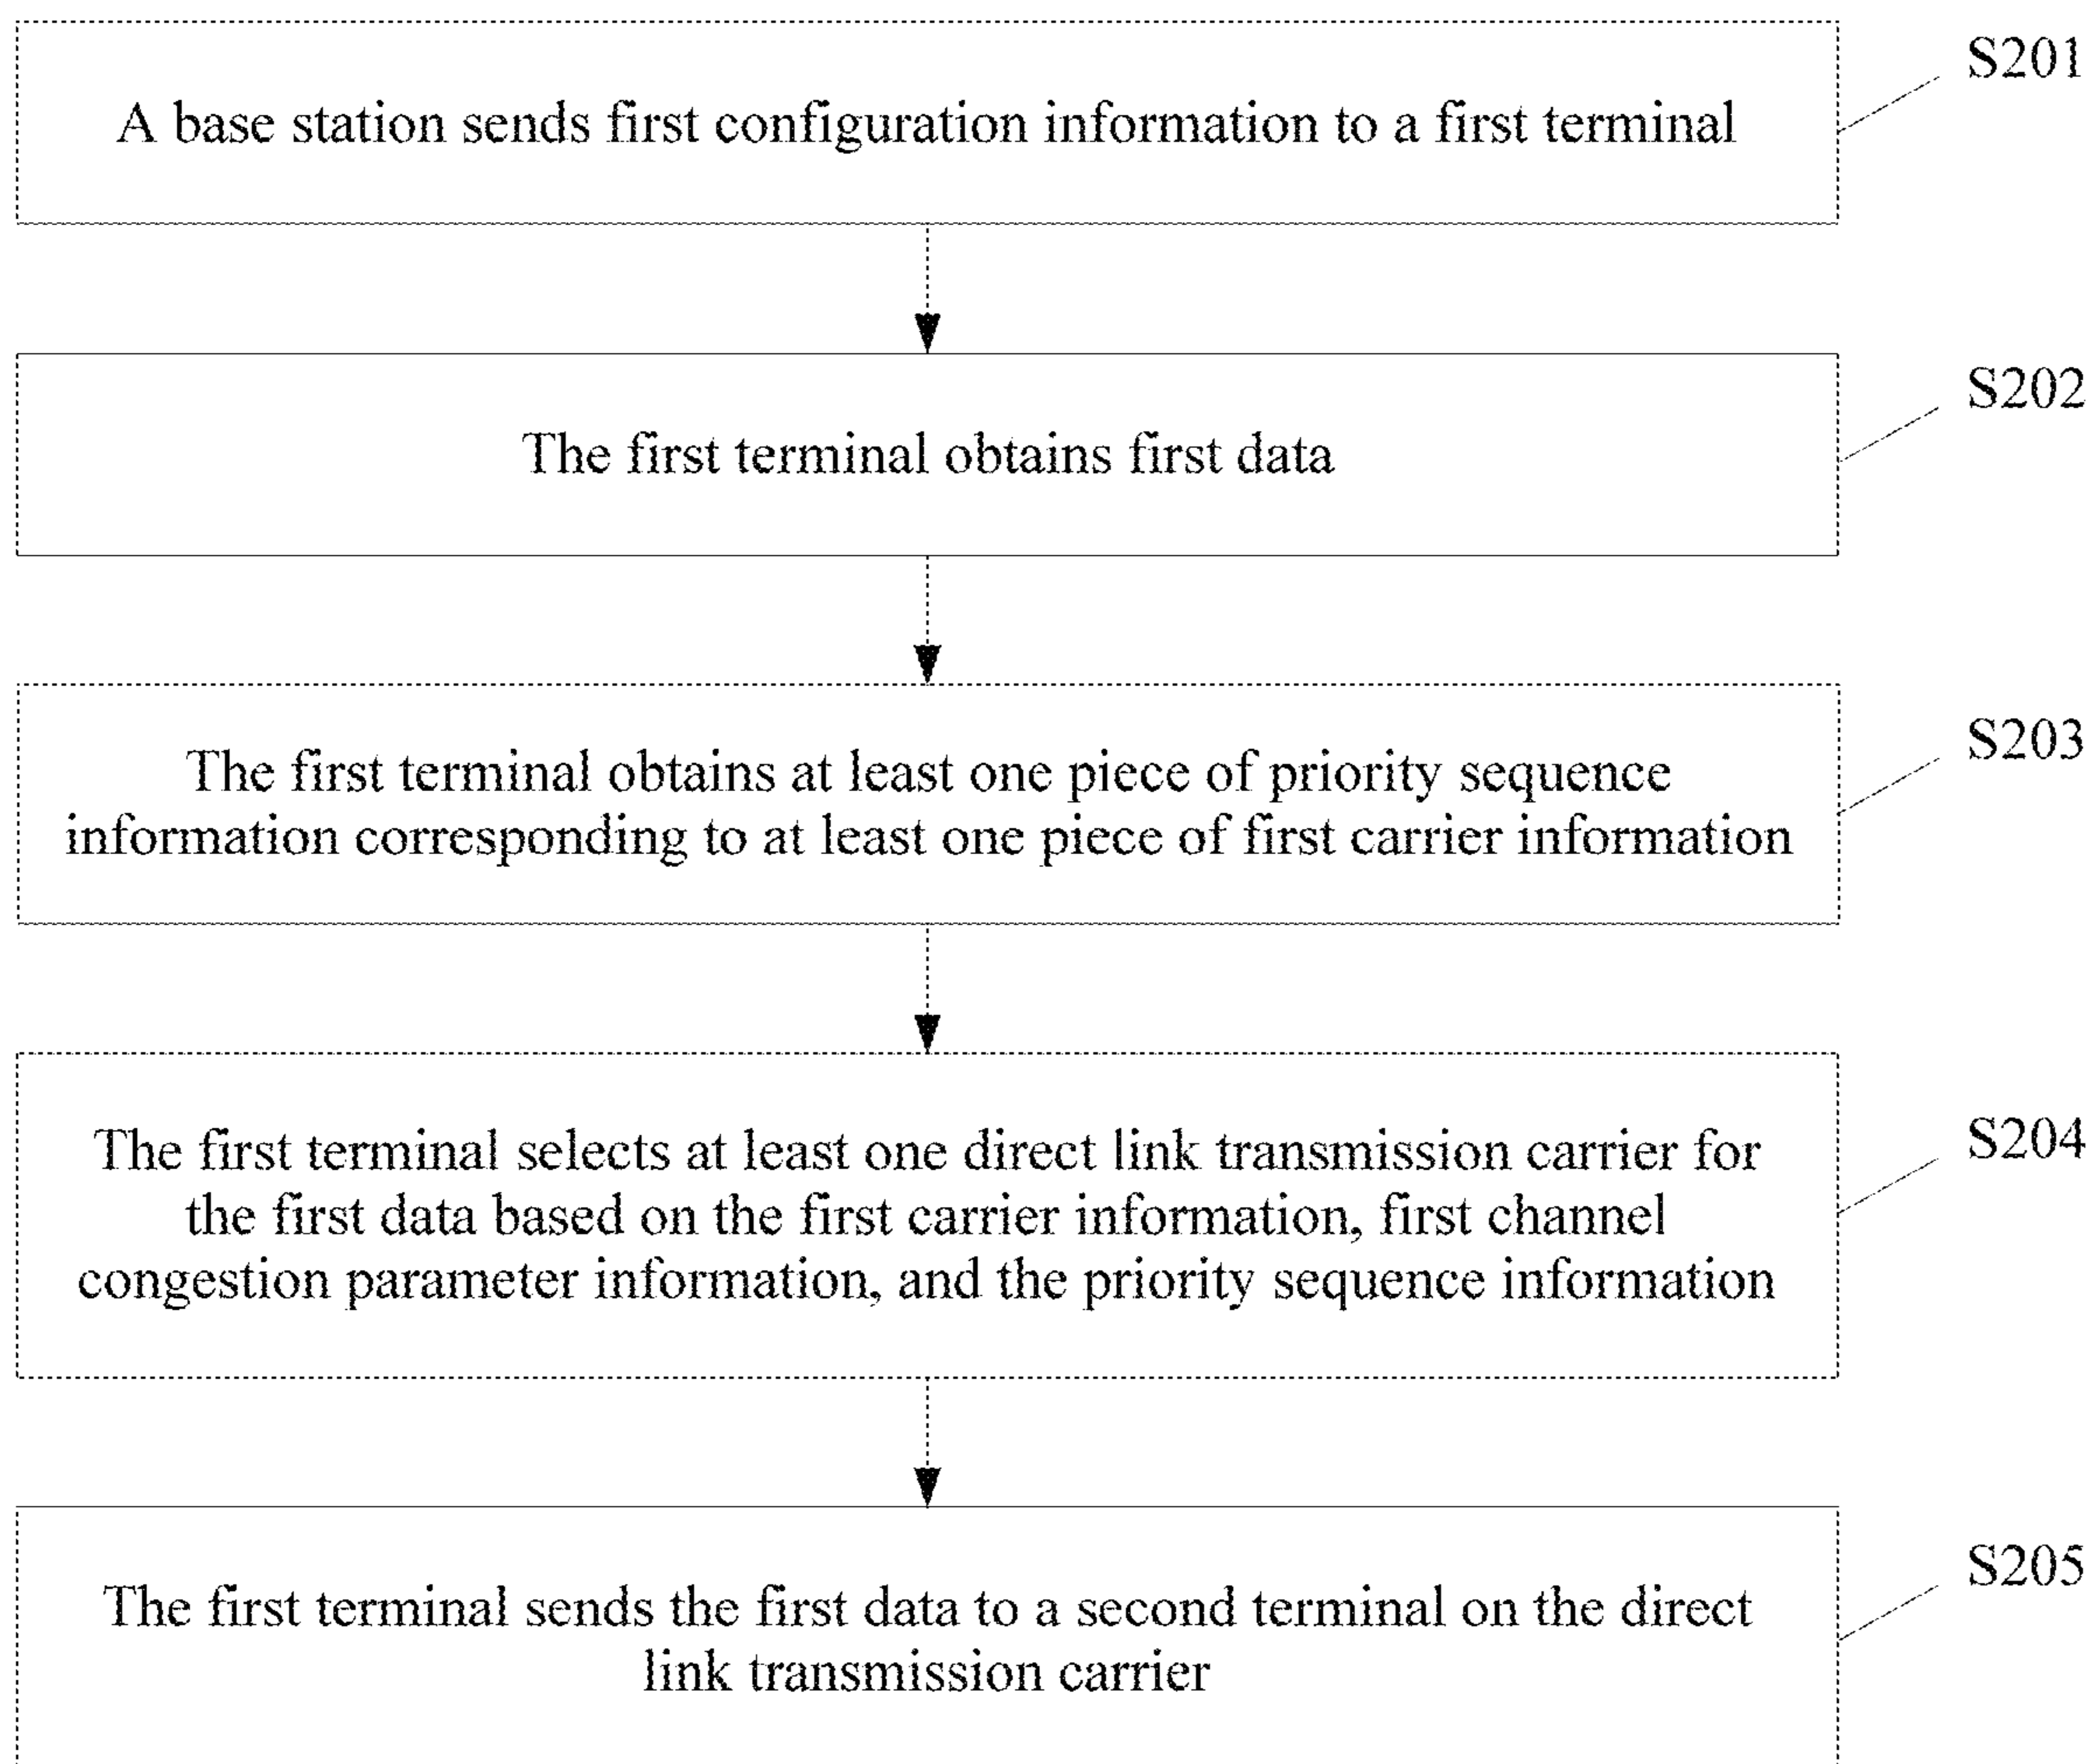 A base station sends first configuration information to a first terminal
S201
The first terminal obtains first data
S202
The first terminal obtains at least one piece of priority sequence
information corresponding to at least one piece of first carrier information
S203
The first terminal selects at least one direct link transmission carrier for
the first data based on the first carrier information, first channel
congestion parameter information, and the priority sequence information
S204
The first terminal sends the first data to a second terminal on the direct
link transmission carrier
S205